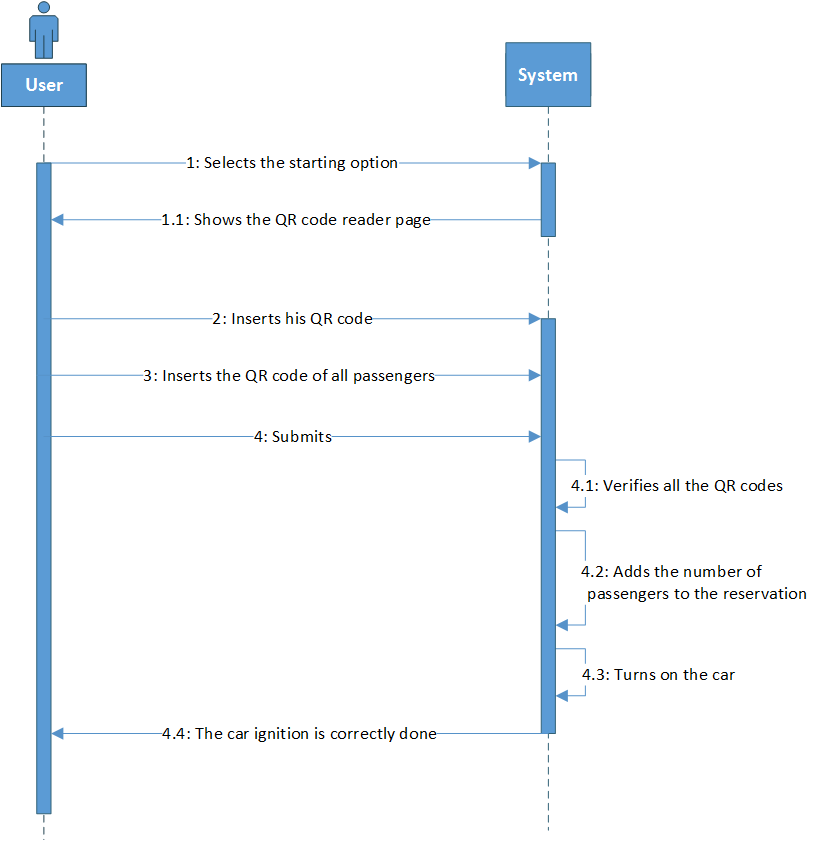 User
System
1: Selects the starting option
1.1: Shows the QR code reader page
2: Inserts his QR code
3: Inserts the QR code of all passengers
4: Submits
4.1: Verifies all the QR codes
4.2: Adds the number of
passengers to the reservation
4.3: Turns on the car
4.4: The car ignition is correctly done